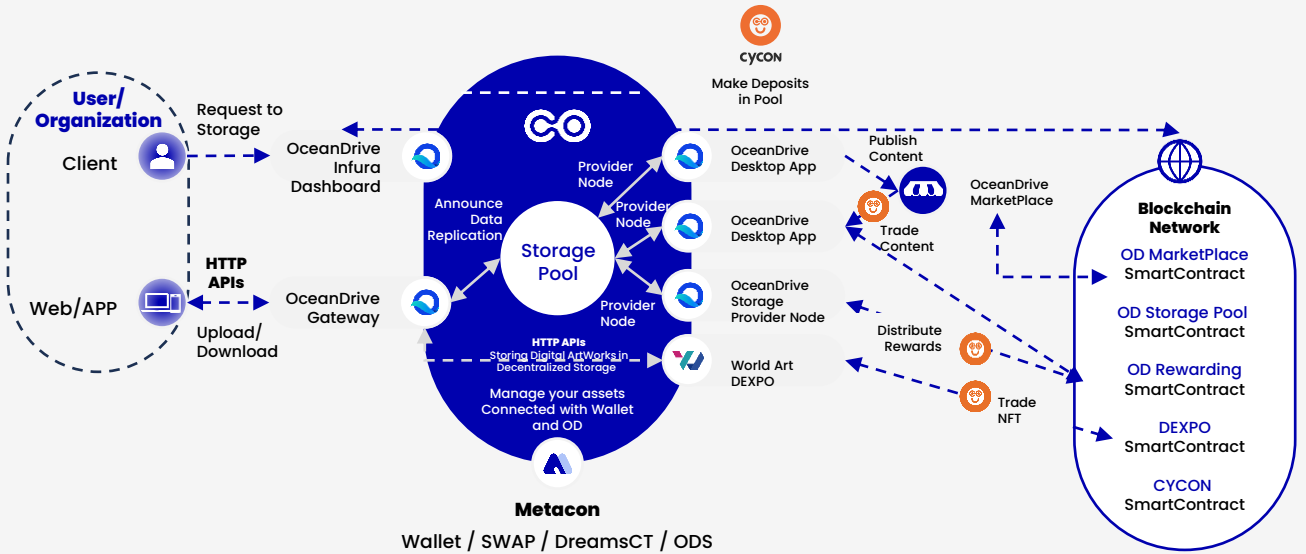 CYCON
Make Deposits
in Pool
User/
Organization
Client
Request to
Storage
OceanDrive
Infura
Dashboard
Announce
Data
Replication
Provider
Node
Provider
Node
Storage
Pool
Provider
Node
OceanDrive
Desktop App
OceanDrive
Desktop App
OceanDrive
Storage
Provider Node
World Art
DEXPO
Publish
Content
Trade
Content
OceanDrive
MarketPlace
Distribute
Rewards
Trade
NFT
Web/APP
HTTP
APIs
Upload/
Download
OceanDrive
Gateway
HTTP APIs
Storing Digital ArtWorks in
Decentralized Storage
Manage your assets
Connected with Wallet
and OD
Metacon
Wallet / SWAP / DreamsCT / ODS
Blockchain
Network
OD MarketPlace
SmartContract
OD Storage Pool
SmartContract
OD Rewarding
SmartContract
DEXPO
SmartContract
CYCON
SmartContract